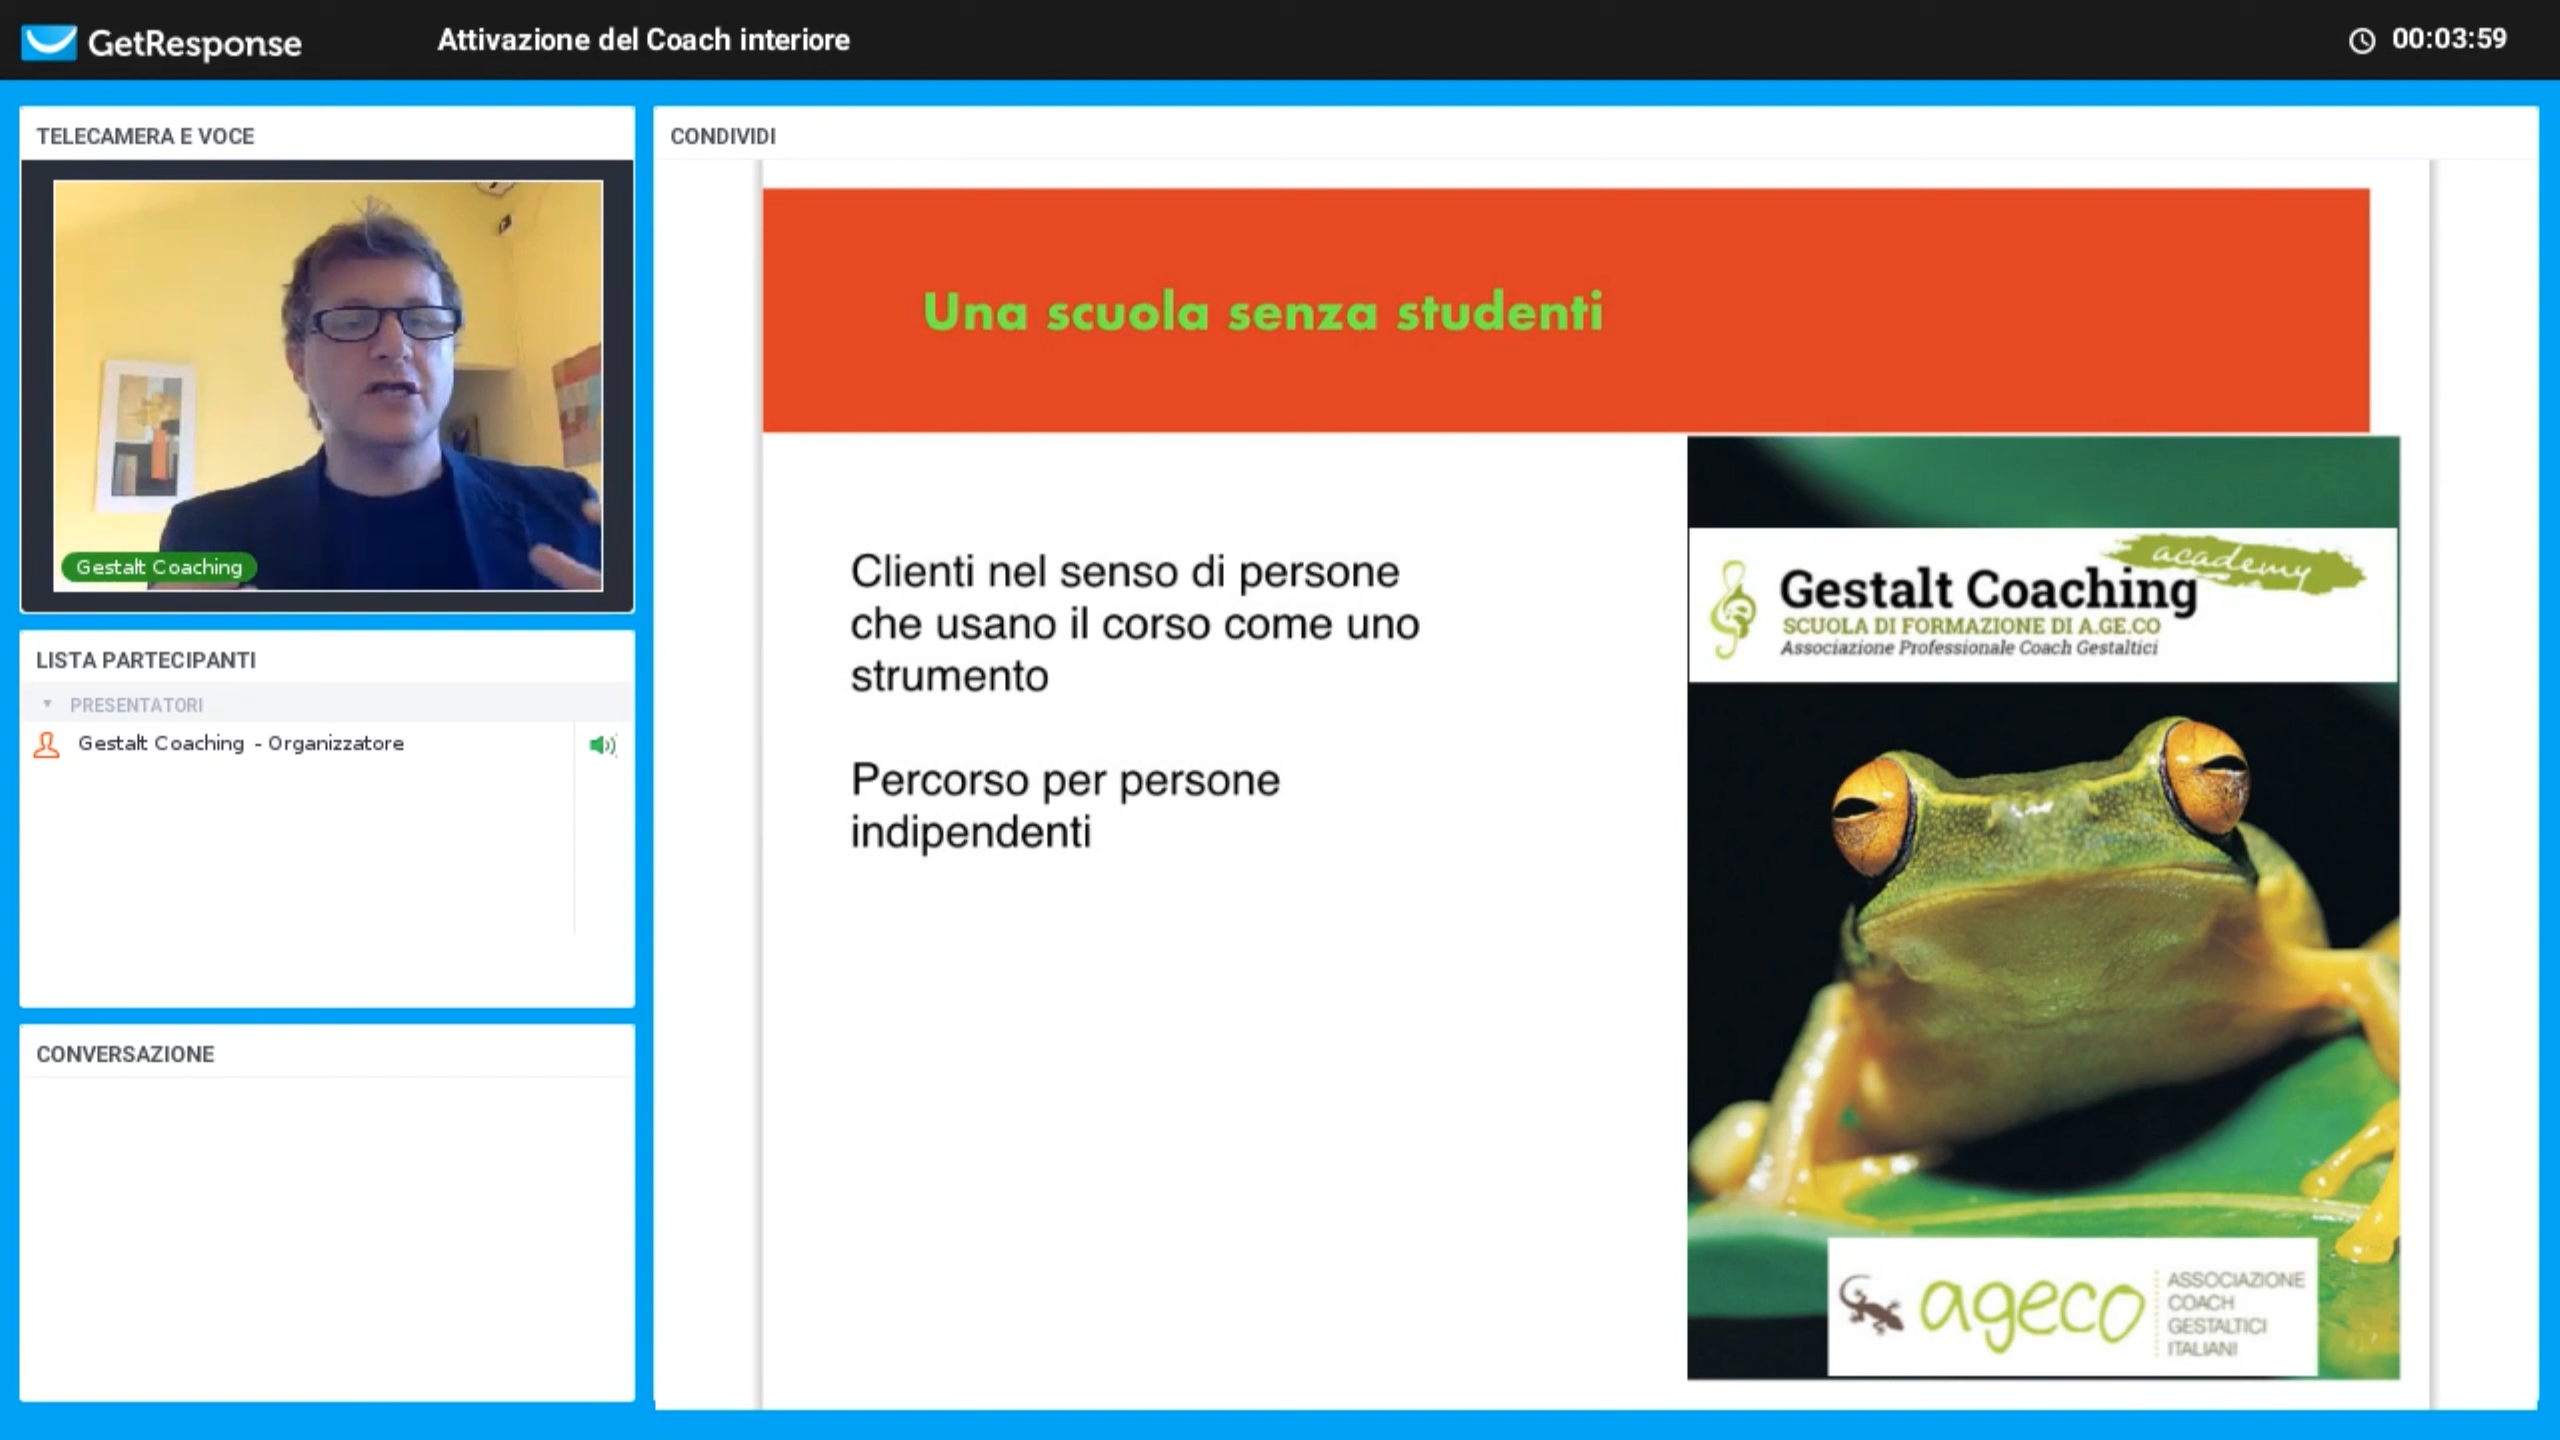 GetResponse
Attivazione del Coach interiore
00:03:59
TELECAMERA E VOCE
Gestalt Coaching
LISTA PARTECIPANTI
PRESENTATORI
Gestalt Coaching - Organizzatore
CONVERSAZIONE
CONDIVIDI
Una scuola senza studenti
Clienti nel senso di persone
che usano il corso come uno
strumento
Percorso per persone
indipendenti
academy
Gestalt Coaching
SCUOLA DI FORMAZIONE DI A.GE.CO
Associazione Professionale Coach Gestaltici
ageco
ASSOCIAZIONE
COACH
GESTALTICI
ITALIANI